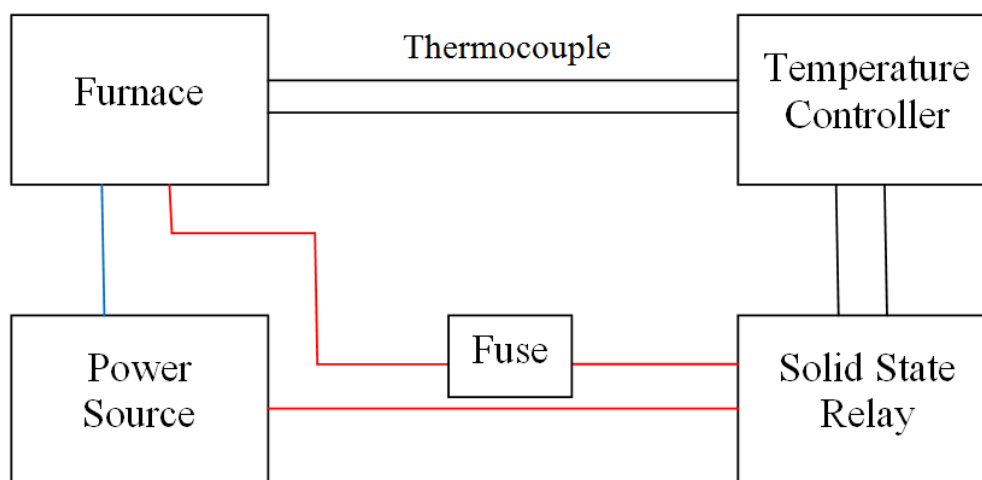 Furnace
Thermocouple
Temperature
Controller
Power
Source
Fuse
Solid State
Relay